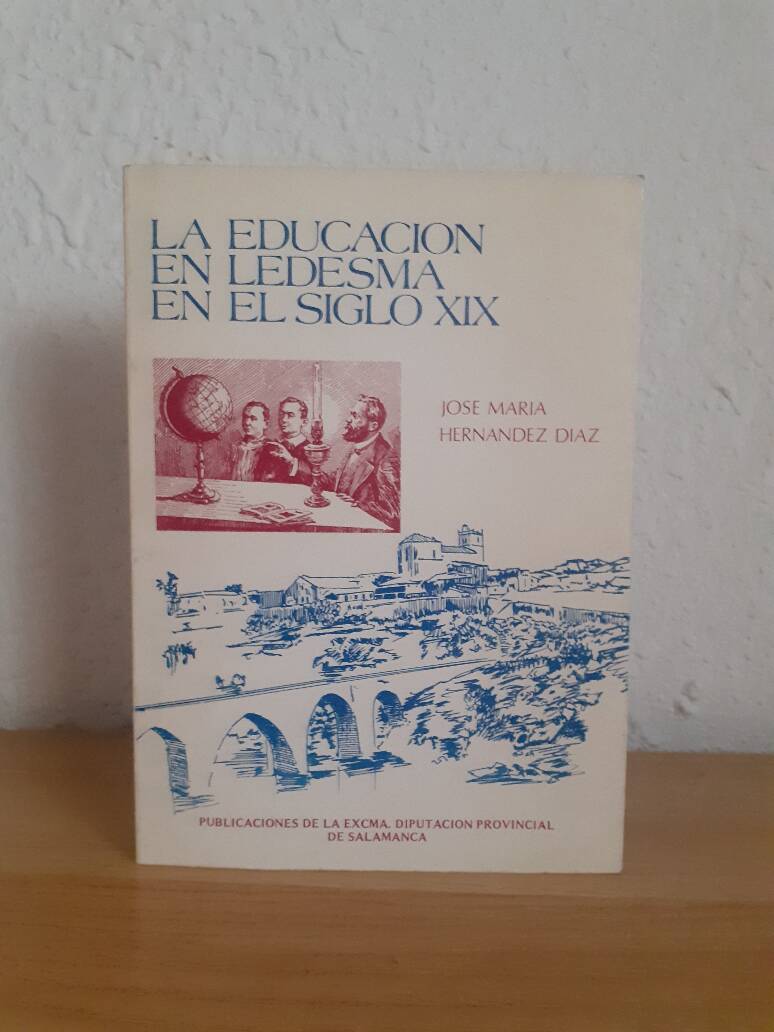 LA EDUCACION
EN LEDESMA
EN EL SIGLO XIX
JOSE MARIA
HERNANDEZ DIAZ
PUBLICACIONES DE LA EXCMA. DIPUTACION PROVINCIAL
DE SALAMANCA